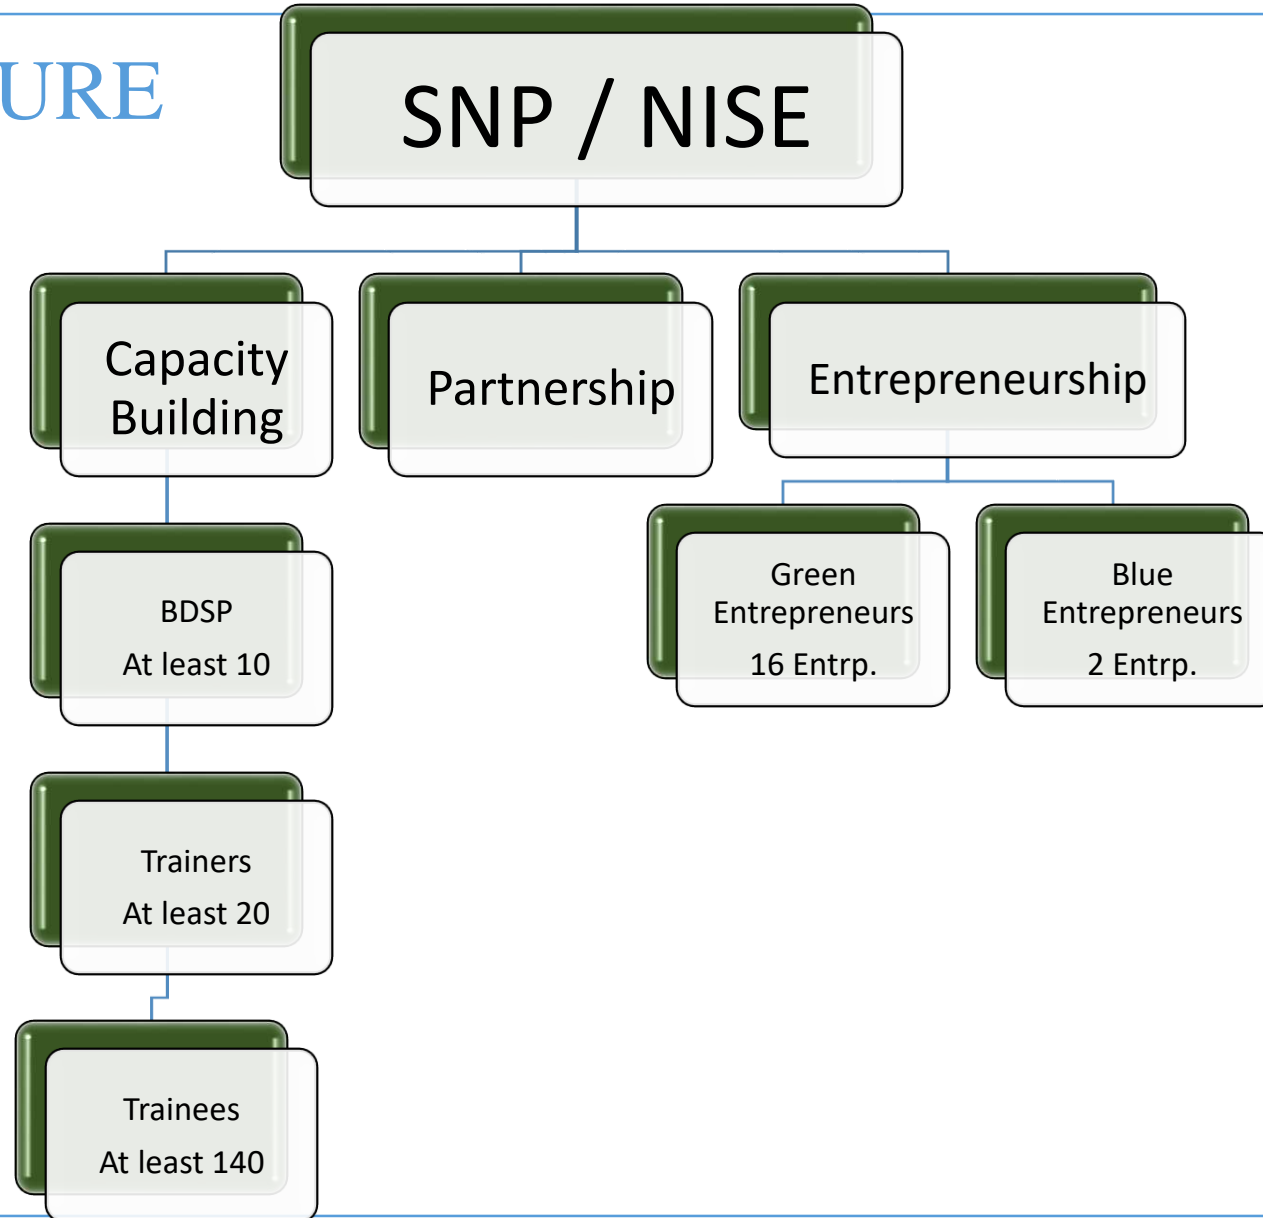 URE
SNP / NISE
Capacity
Building
Partnership
Entrepreneurship
BDSP
At least 10
Green
Entrepreneurs
16 Entrp.
Blue
Entrepreneurs
2 Entrp.
Trainers
At least 20
Trainees
At least 140